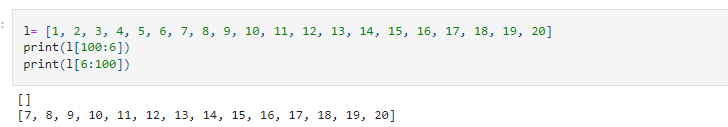 l= [1, 2, 3, 4, 5, 6, 7, 8, 9, 10, 11, 12, 13, 14, 15, 16, 17, 18, 19, 20]
print(l[100:6])
print(l[6:100])
[]
[7, 8, 9, 10, 11, 12, 13, 14, 15, 16, 17, 18, 19, 20]